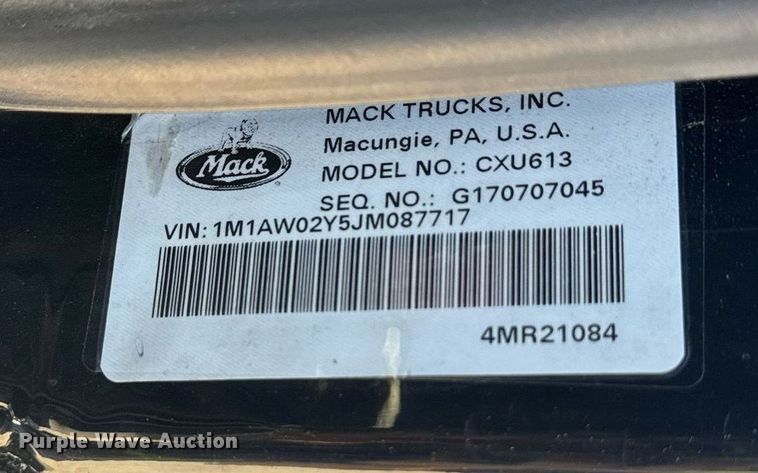 MACK TRUCKS, INC.
Mack
Macungie, PA, U.S.A.
MODEL NO.: CXU613
SEQ. NO.: G170707045
VIN: 1M1AW02Y5JM087717
4MR21084
Purple Wave Auction